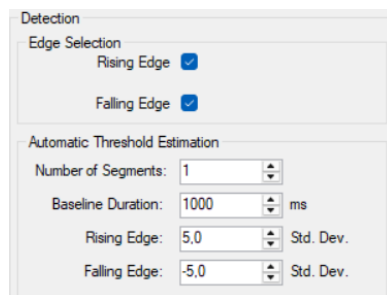 Detection
Edge Selection
Rising Edge
Falling Edge
Automatic Threshold Estimation
Number of Segments: 1
Baseline Duration: 1000 ms
Rising Edge: 5,0 Std. Dev.
Falling Edge: -5,0 Std. Dev.